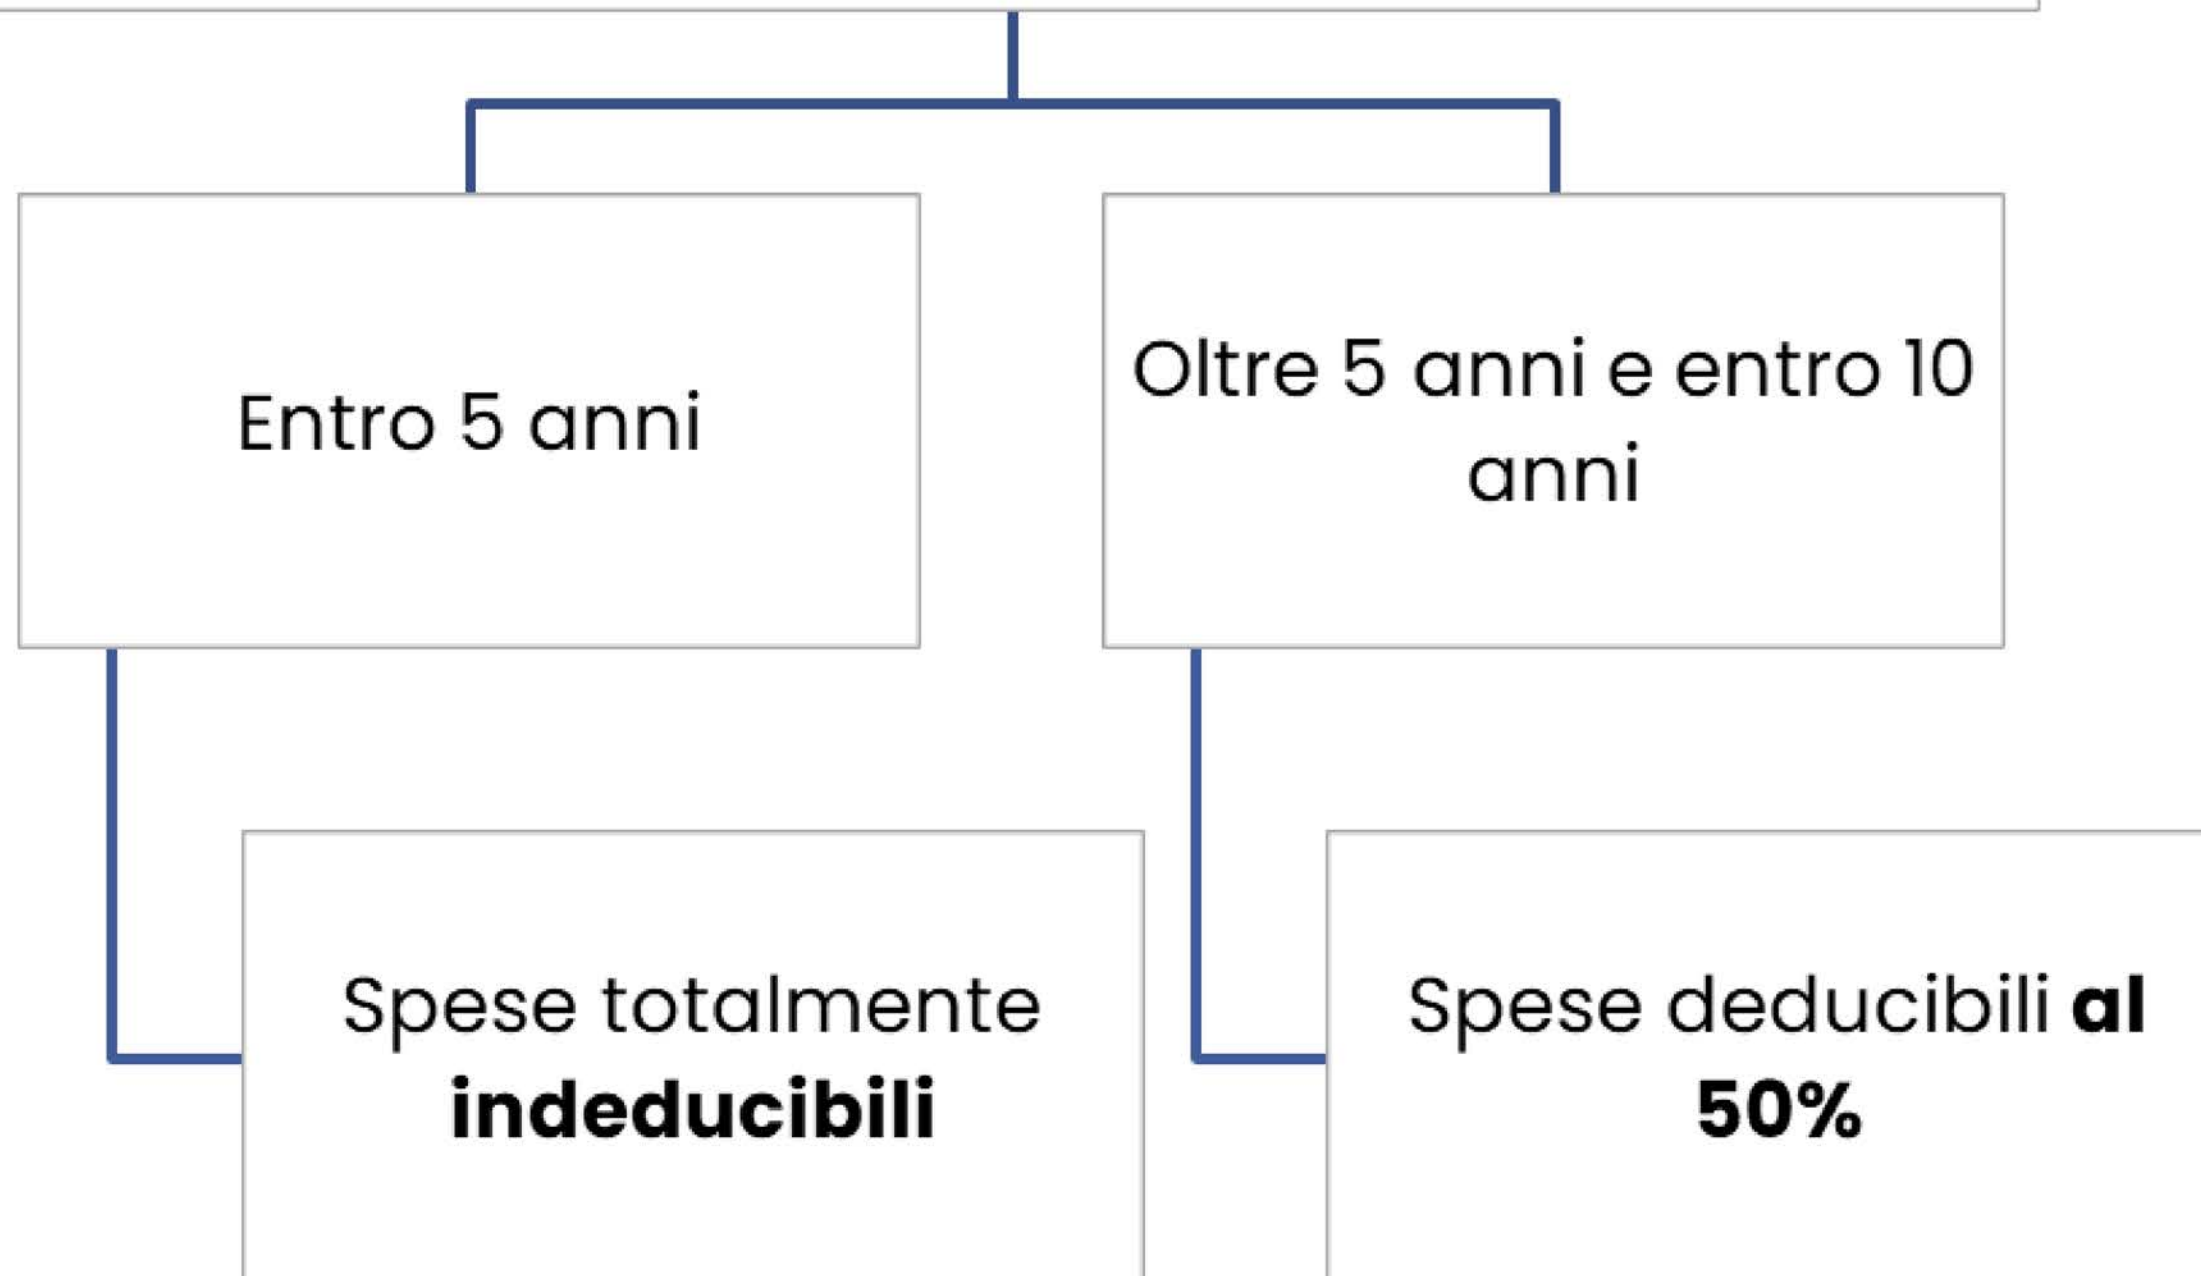 Entro 5 anni
Oltre 5 anni e entro 10
anni
Spese totalmente
indeducibili
Spese deducibili al
50%